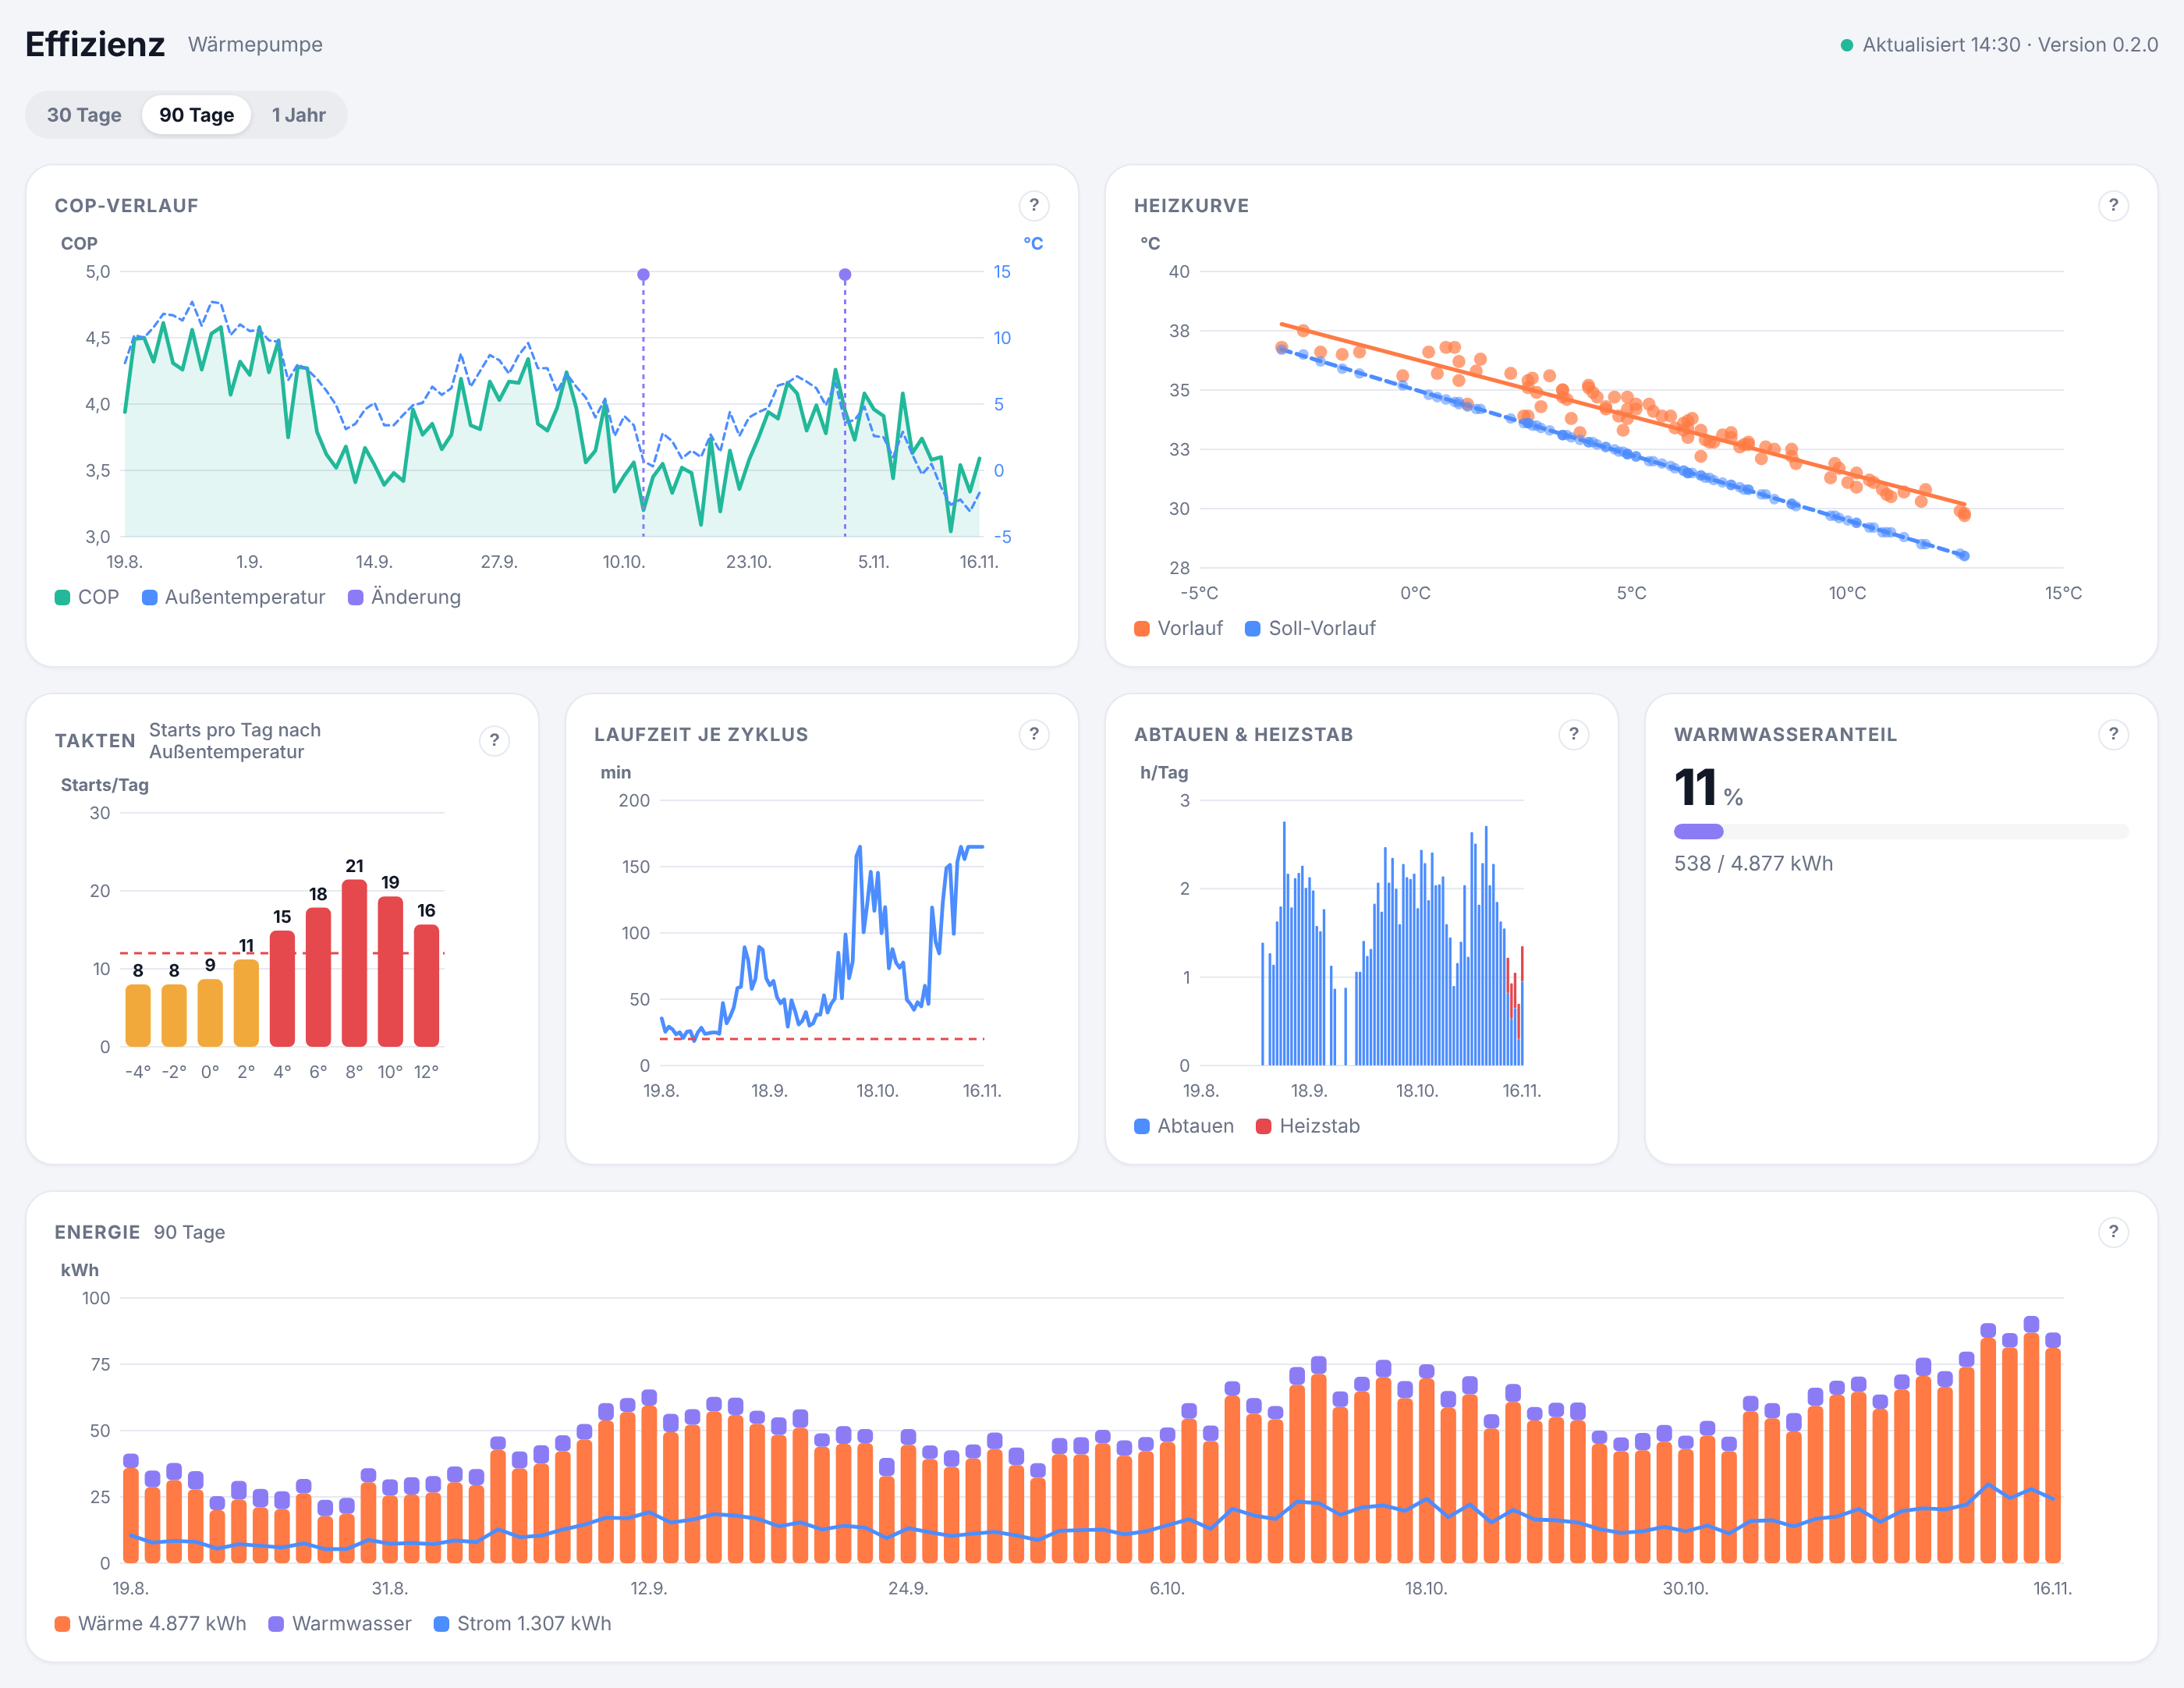 Effizienz Wärmepumpe
Aktualisiert 14:30 · Version 0.2.0
30 Tage 90 Tage 1 Jahr
COP-VERLAUF ?
COP °C
5,0 15
4,5 10
4,0 5
3,5 0
3,0 -5
19.8. 1.9. 14.9. 27.9. 10.10. 23.10. 5.11. 16.11.
COP Außentemperatur Änderung
HEIZKURVE ?
°C
40
38
35
33
30
28
-5°C 0°C 5°C 10°C 15°C
Vorlauf Soll-Vorlauf
TAKTEN Starts pro Tag nach
Außentemperatur ?
Starts/Tag
30
20
10
0
8 8 9 11 15 18 21 19 16
-4° -2° 0° 2° 4° 6° 8° 10° 12°
LAUFZEIT JE ZYKLUS ?
min
200
150
100
50
0
19.8. 18.9. 18.10. 16.11.
ABTAUEN & HEIZSTAB ?
h/Tag
3
2
1
0
19.8. 18.9. 18.10. 16.11.
Abtauen Heizstab
WARMWASSERANTEIL ?
11 %
538 / 4.877 kWh
ENERGIE 90 Tage ?
kWh
100
75
50
25
0
19.8. 31.8. 12.9. 24.9. 6.10. 18.10. 30.10. 16.11.
Wärme 4.877 kWh Warmwasser Strom 1.307 kWh